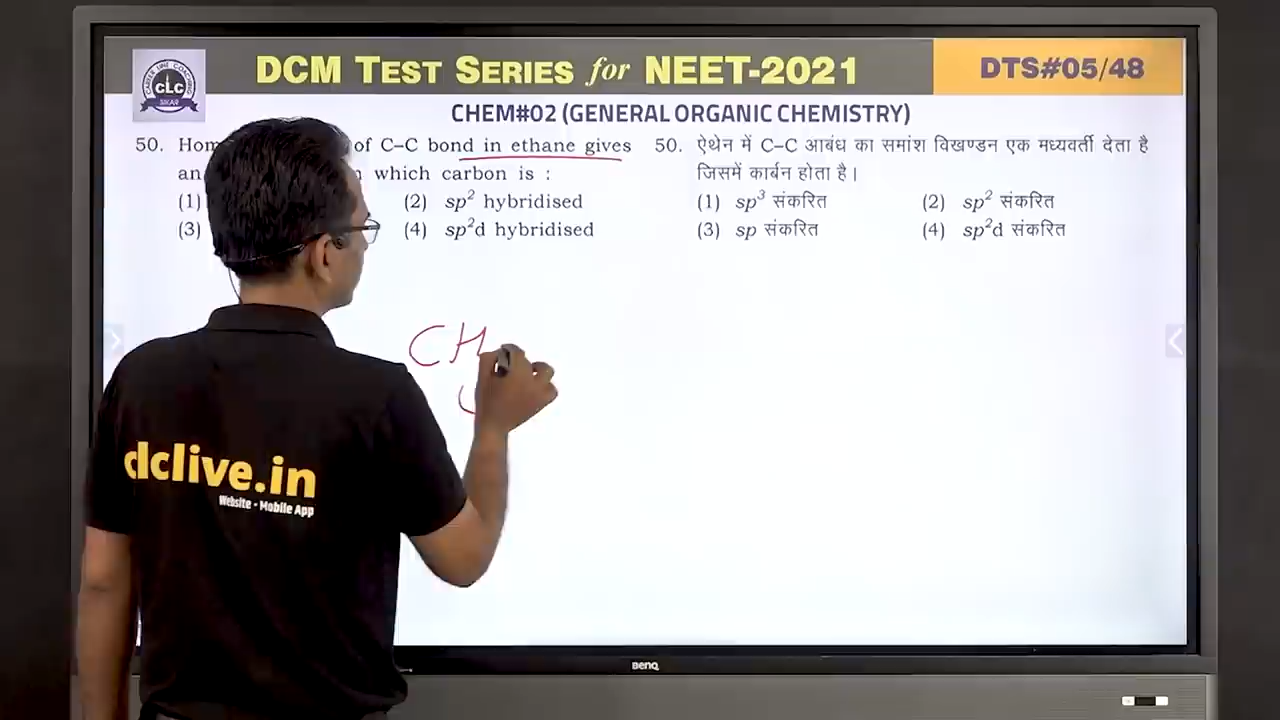 DCM TEST SERIES for NEET-2021
DTS#05/48
CLC
SIKAR
CHEM#02 (GENERAL ORGANIC CHEMISTRY)
50. of C–C bond in ethane gives
which carbon is :
(1) (2) sp² hybridised
(3) (4) sp²d hybridised
50. ऐथेन में C–C आबंध का समांश विखण्डन एक मध्यवर्ती देता है
जिसमें कार्बन होता है।
(1) sp³ संकरित (2) sp² संकरित
(3) sp संकरित (4) sp²d संकरित
CH
dclive.in
Website - Mobile App
BenQ